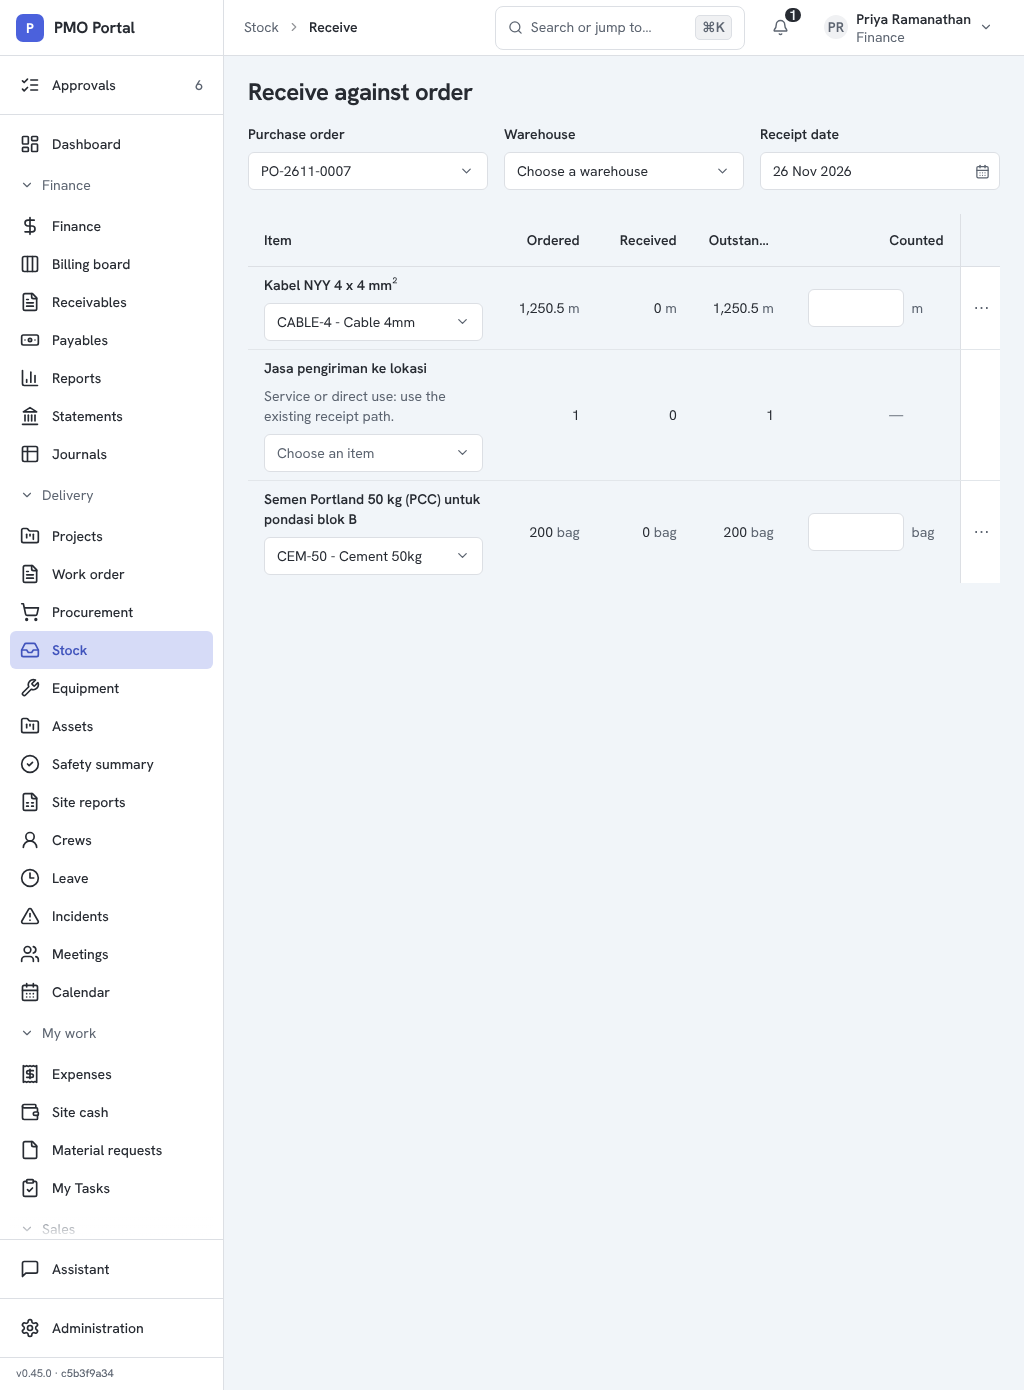 P PMO Portal
Stock > Receive
Search or jump to... ⌘K
1
PR
Priya Ramanathan
Finance
Approvals 6
Dashboard
Finance
Finance
Billing board
Receivables
Payables
Reports
Statements
Journals
Delivery
Projects
Work order
Procurement
Stock
Equipment
Assets
Safety summary
Site reports
Crews
Leave
Incidents
Meetings
Calendar
My work
Expenses
Site cash
Material requests
My Tasks
Sales
Assistant
Administration
v0.45.0 · c5b3f9a34
Receive against order
Purchase order Warehouse Receipt date
PO-2611-0007 Choose a warehouse 26 Nov 2026
Item Ordered Received Outstan... Counted
Kabel NYY 4 x 4 mm²
CABLE-4 - Cable 4mm 1,250.5 m 0 m 1,250.5 m m ...
Jasa pengiriman ke lokasi
Service or direct use: use the
existing receipt path.
Choose an item 1 0 1 —
Semen Portland 50 kg (PCC) untuk
pondasi blok B
CEM-50 - Cement 50kg 200 bag 0 bag 200 bag bag ...